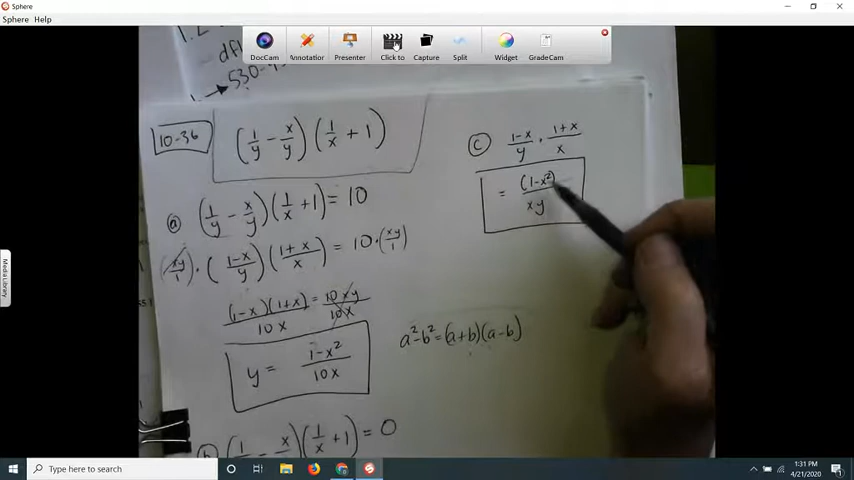 Sphere
Sphere Help
DocCam
Annotation
Presenter
Click to
Capture
Split
Widget
GradeCam
Media Library
1.2
530-
10-36
(1/y - x/y)(1/x + 1)
ⓐ (1/y - x/y)(1/x + 1) = 10
(xy/1)·(1-x/y)(1+x/x) = 10·(xy/1)
(1-x)(1+x)/10x = 10xy/10x
y = 1-x²/10x
a²-b²=(a+b)(a-b)
ⓑ (1/ - x/)(1/x + 1) = 0
ⓒ 1-x/y · 1+x/x
= (1-x²)/xy
Type here to search
1:31 PM
4/21/2020